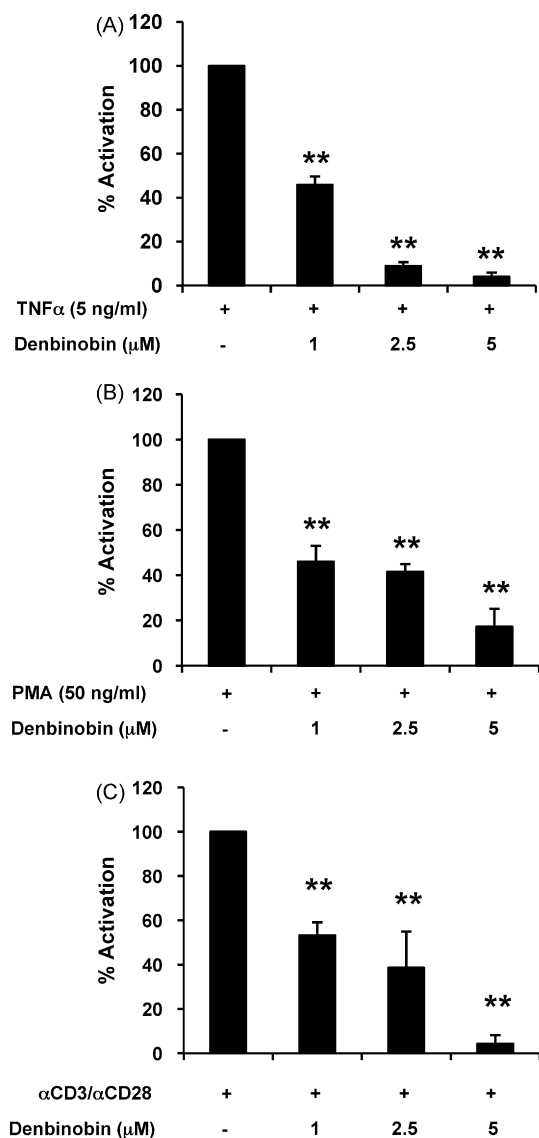 (A)
120
100
80
60
40
20
0
% Activation
**
**
**
TNFα (5 ng/ml) + + + +
Denbinobin (μM) - 1 2.5 5
(B)
120
100
80
60
40
20
0
% Activation
**
**
**
PMA (50 ng/ml) + + + +
Denbinobin (μM) - 1 2.5 5
(C)
120
100
80
60
40
20
0
% Activation
**
**
**
αCD3/αCD28 + + + +
Denbinobin (μM) - 1 2.5 5